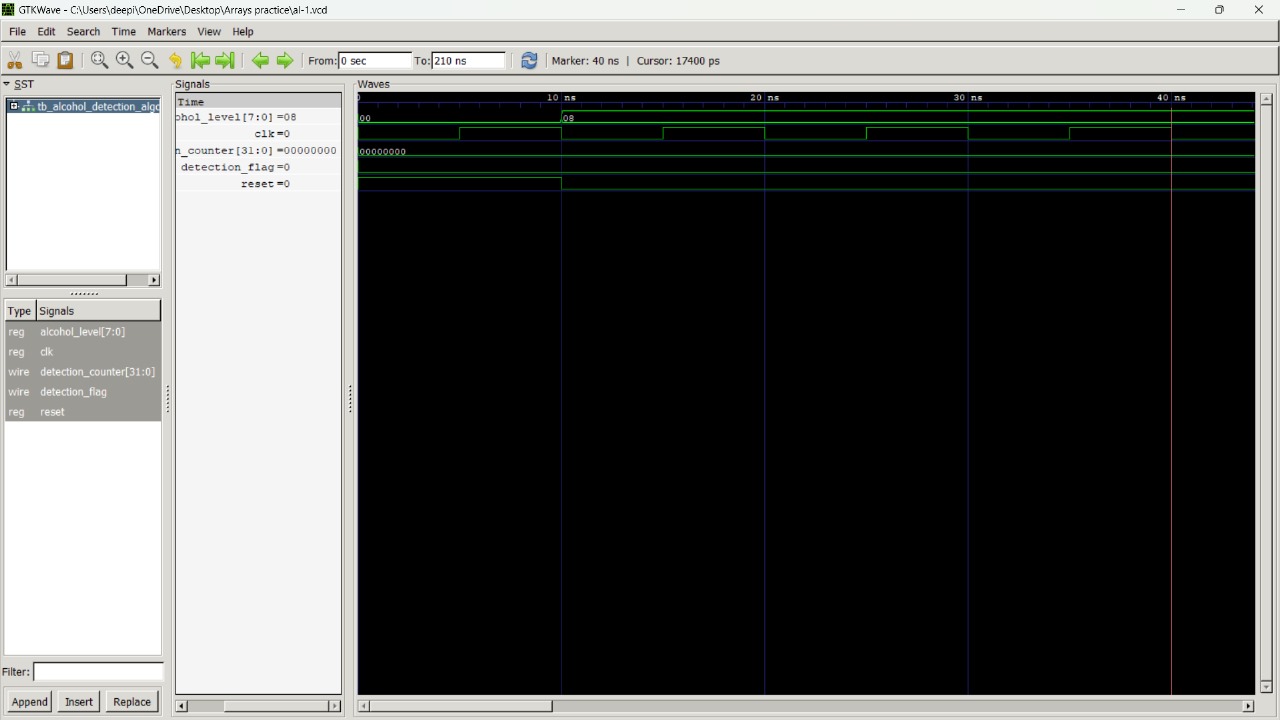 GTKWave - C:\Users\deepi\OneDrive\Desktop\Arrays practice\al-1.vcd
File Edit Search Time Markers View Help
From: 0 sec To: 210 ns Marker: 40 ns | Cursor: 17400 ps
SST
tb_alcohol_detection_algo
Type Signals
reg alcohol_level[7:0]
reg clk
wire detection_counter[31:0]
wire detection_flag
reg reset
Filter:
Append Insert Replace
Signals
Time
ohol_level[7:0] =08
clk=0
n_counter[31:0] =00000000
detection_flag=0
reset=0
Waves
10 ns 20 ns 30 ns 40 ns
00 08
00000000